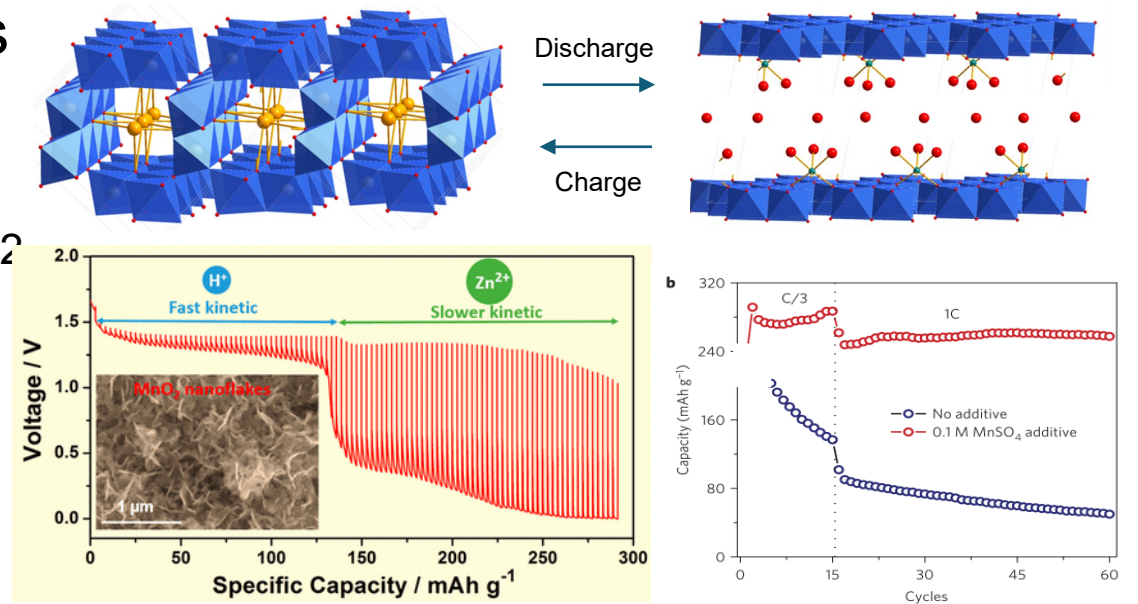 s
Discharge
Charge
2
2.0
1.5
1.0
0.5
0.0
Voltage / V
H⁺
Fast kinetic
Zn²⁺
Slower kinetic
MnO₂ nanoflakes
1 μm
0 50 100 150 200 250 300
Specific Capacity / mAh g⁻¹
b
320
240
160
80
0
Capacity (mAh g⁻¹)
C/3
1C
No additive
0.1 M MnSO₄ additive
0 15 30 45 60
Cycles